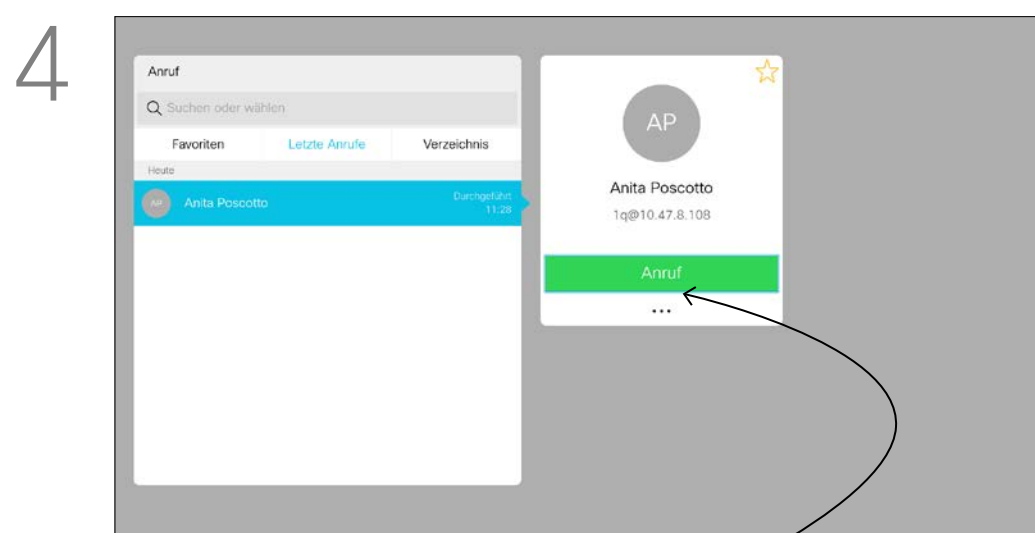 4
Anruf
Suchen oder wählen
Favoriten Letzte Anrufe Verzeichnis
Heute
AP Anita Poscotto Durchgeführt
11:28
AP
Anita Poscotto
1q@10.47.8.108
Anruf
...